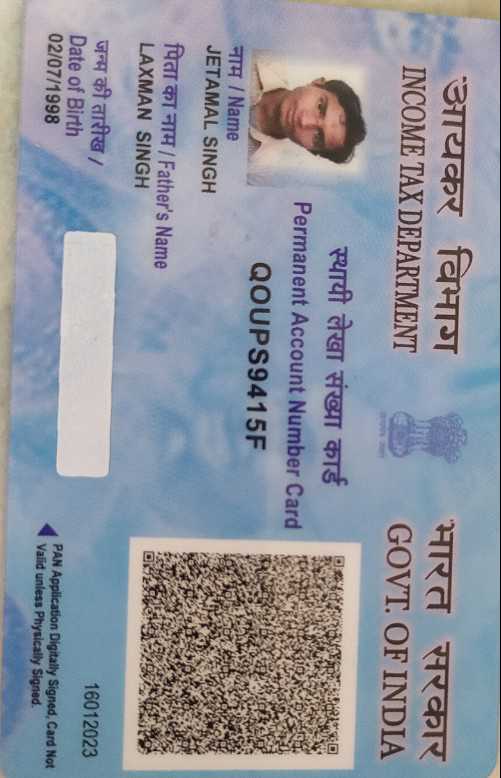 आयकर विभाग
INCOME TAX DEPARTMENT
भारत सरकार
GOVT. OF INDIA
स्थायी लेखा संख्या कार्ड
Permanent Account Number Card
QOUPS9415F
नाम / Name
JETAMAL SINGH
पिता का नाम / Father's Name
LAXMAN SINGH
जन्म की तारीख /
Date of Birth
02/07/1998
16012023
PAN Application Digitally Signed, Card Not
Valid unless Physically Signed.